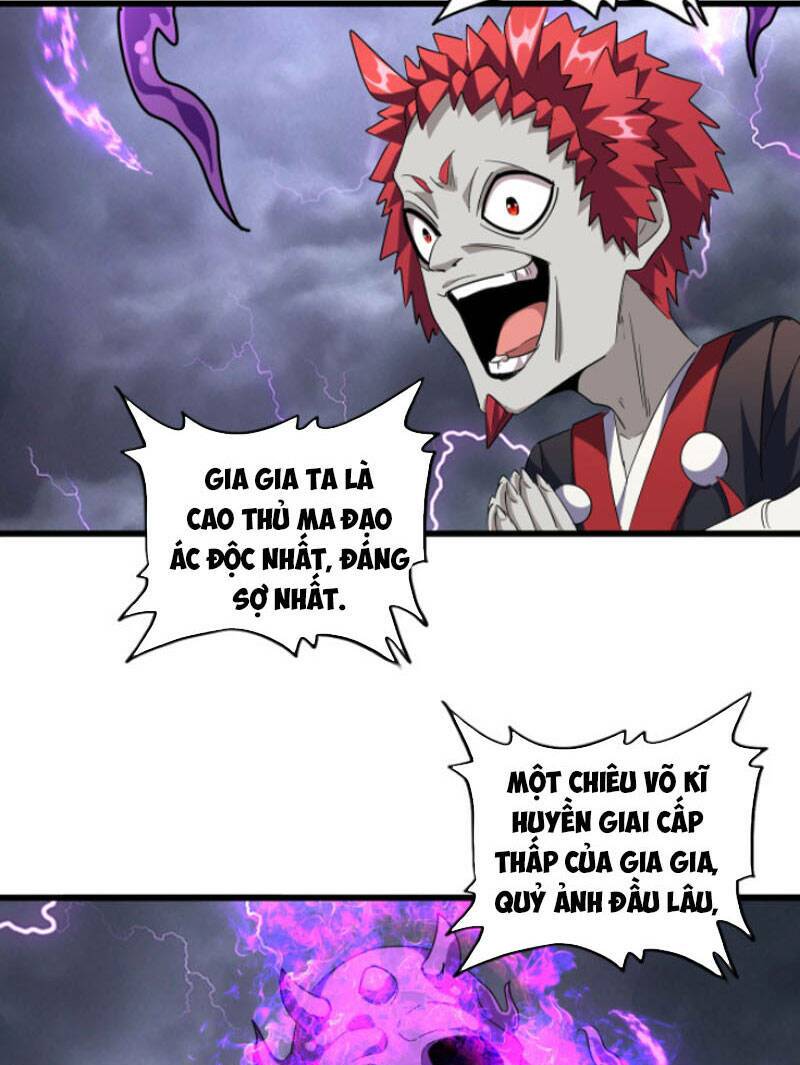 GIA GIA TA LÀ
CAO THỦ MA ĐẠO
ÁC ĐỘC NHẤT, ĐÁNG
SỢ NHẤT.
MỘT CHIÊU VÕ KĨ
HUYỀN GIAI CẤP
THẤP CỦA GIA GIA,
QUỶ ẢNH ĐẦU LÂU,